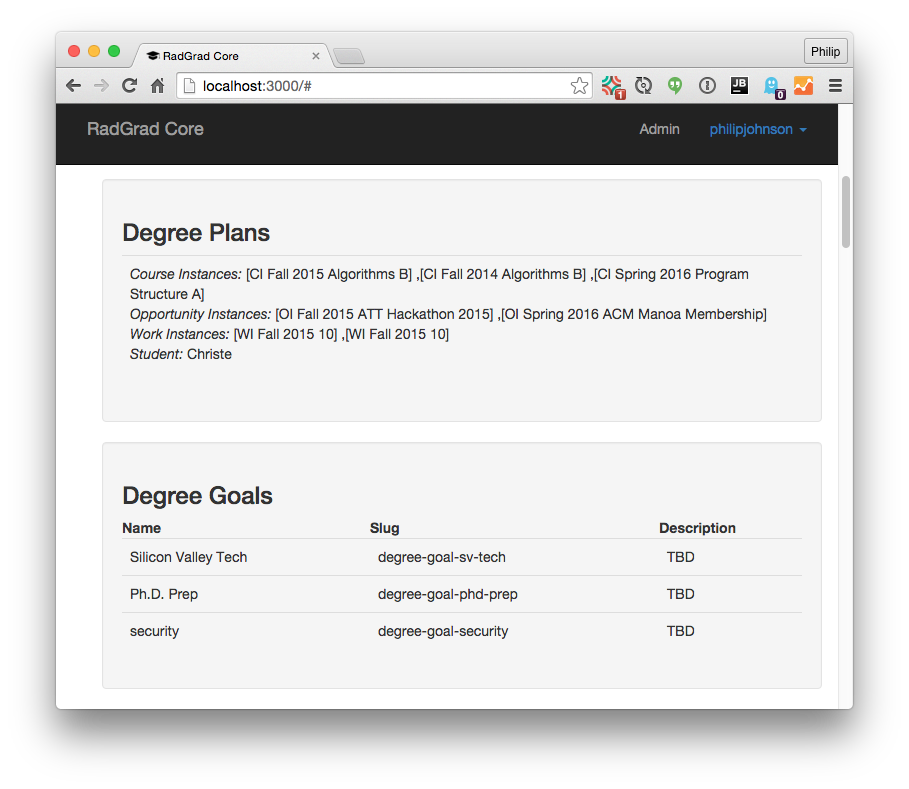 RadGrad Core
Philip
localhost:3000/#
1
JB
0
RadGrad Core Admin philipjohnson
Degree Plans
Course Instances: [CI Fall 2015 Algorithms B] ,[CI Fall 2014 Algorithms B] ,[CI Spring 2016 Program
Structure A]
Opportunity Instances: [OI Fall 2015 ATT Hackathon 2015] ,[OI Spring 2016 ACM Manoa Membership]
Work Instances: [WI Fall 2015 10] ,[WI Fall 2015 10]
Student: Christe
Degree Goals
Name Slug Description
Silicon Valley Tech degree-goal-sv-tech TBD
Ph.D. Prep degree-goal-phd-prep TBD
security degree-goal-security TBD